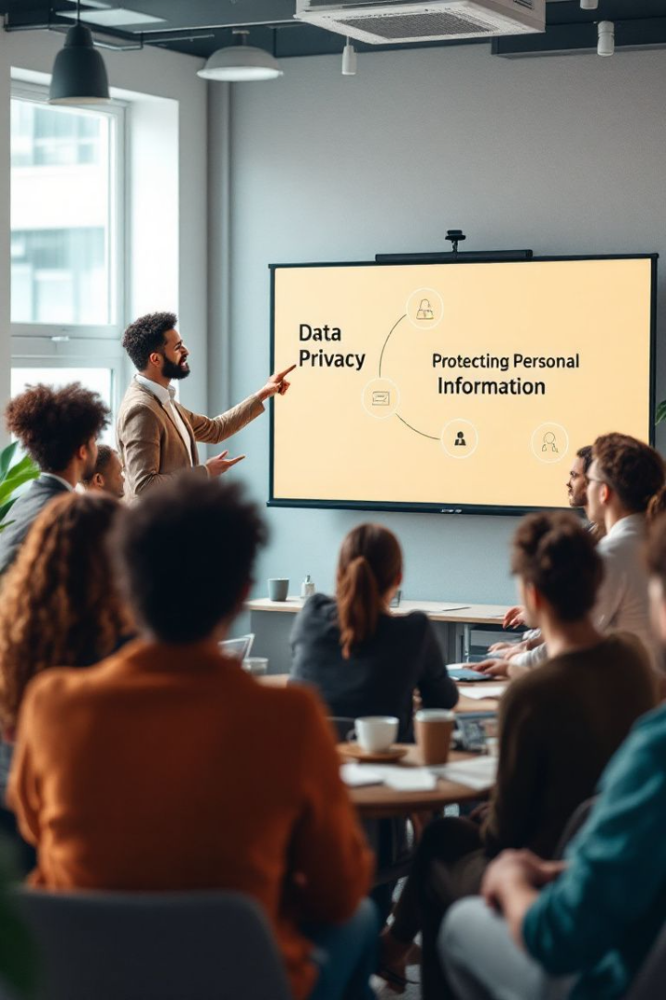 Data
Privacy
Protecting Personal
Information